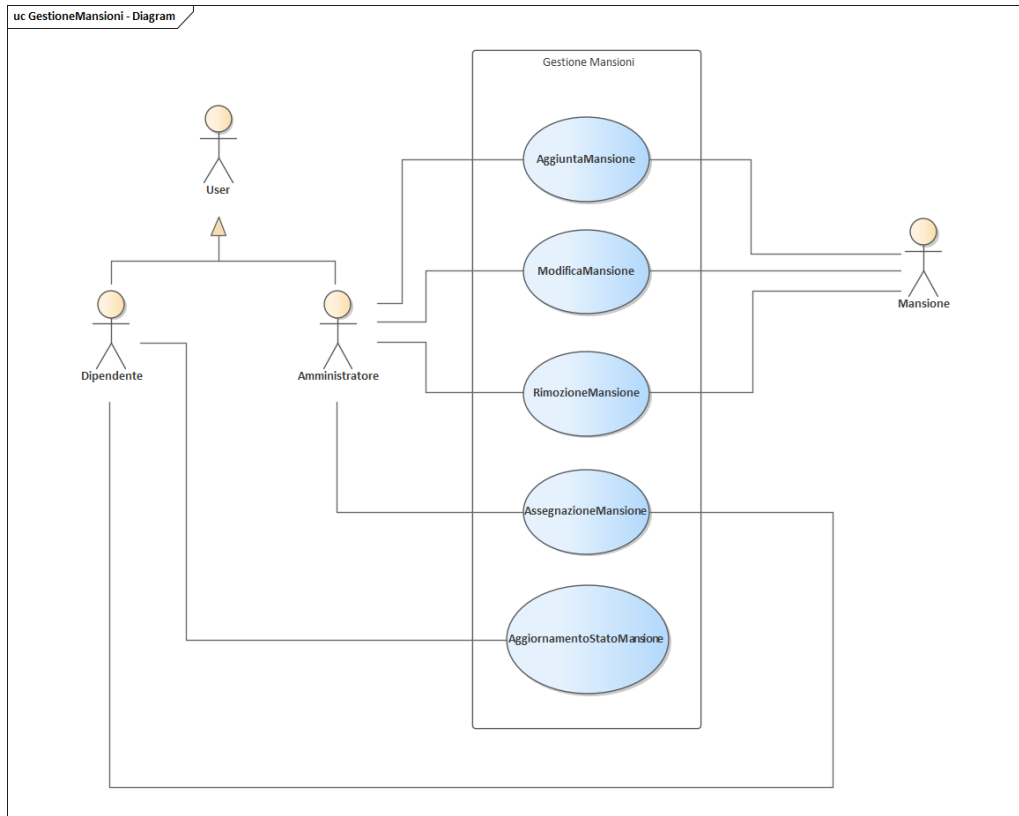 uc GestioneMansioni - Diagram
Gestione Mansioni
AggiuntaMansione
User
ModificaMansione
Mansione
Dipendente
Amministratore
RimozioneMansione
AssegnazioneMansione
AggiornamentoStatoMansione